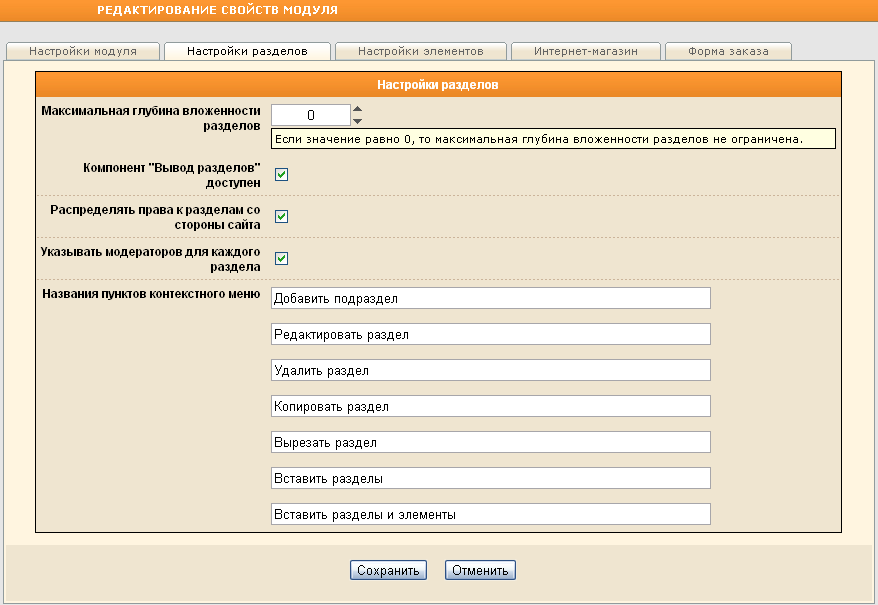 РЕДАКТИРОВАНИЕ СВОЙСТВ МОДУЛЯ
Настройки модуля
Настройки разделов
Настройки элементов
Интернет-магазин
Форма заказа
Настройки разделов
Максимальная глубина вложенности
разделов
0
Если значение равно 0, то максимальная глубина вложенности разделов не ограничена.
Компонент "Вывод разделов"
доступен
Распределять права к разделам со
стороны сайта
Указывать модераторов для каждого
раздела
Названия пунктов контекстного меню
Добавить подраздел
Редактировать раздел
Удалить раздел
Копировать раздел
Вырезать раздел
Вставить разделы
Вставить разделы и элементы
Сохранить
Отменить